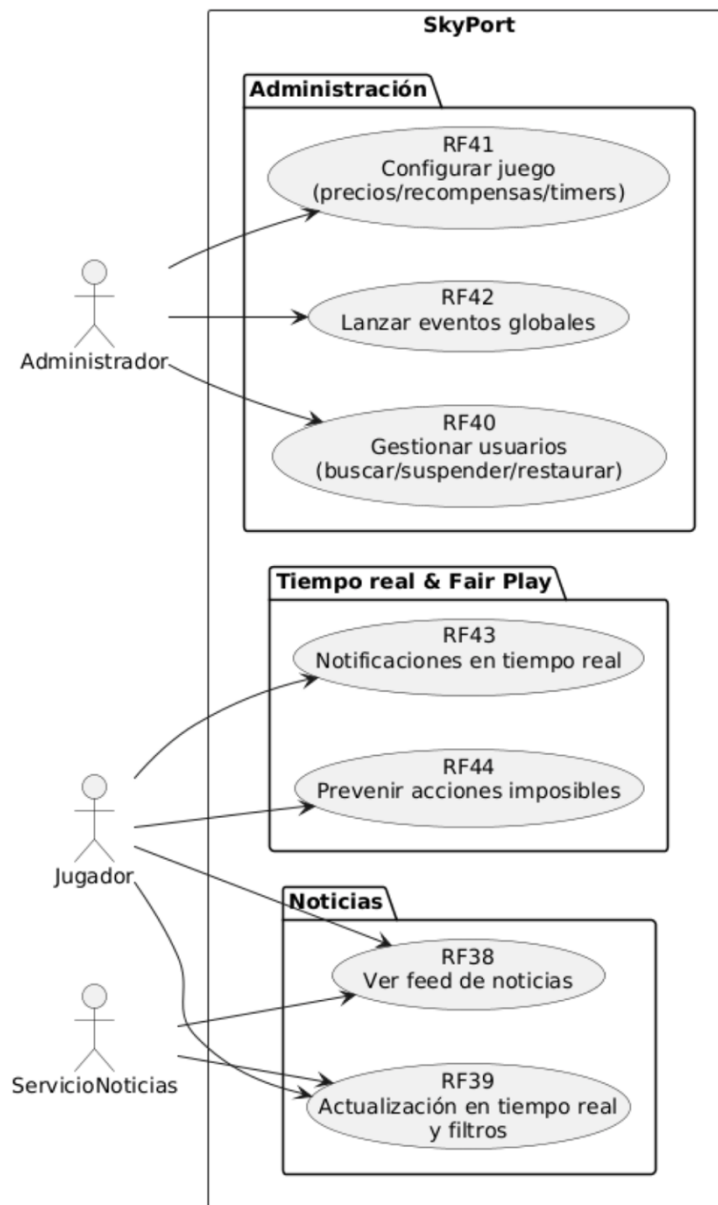 SkyPort
Administración
RF41
Configurar juego
(precios/recompensas/timers)
RF42
Lanzar eventos globales
Administrador
RF40
Gestionar usuarios
(buscar/suspender/restaurar)
Tiempo real & Fair Play
RF43
Notificaciones en tiempo real
RF44
Prevenir acciones imposibles
Jugador
Noticias
RF38
Ver feed de noticias
ServicioNoticias
RF39
Actualización en tiempo real
y filtros